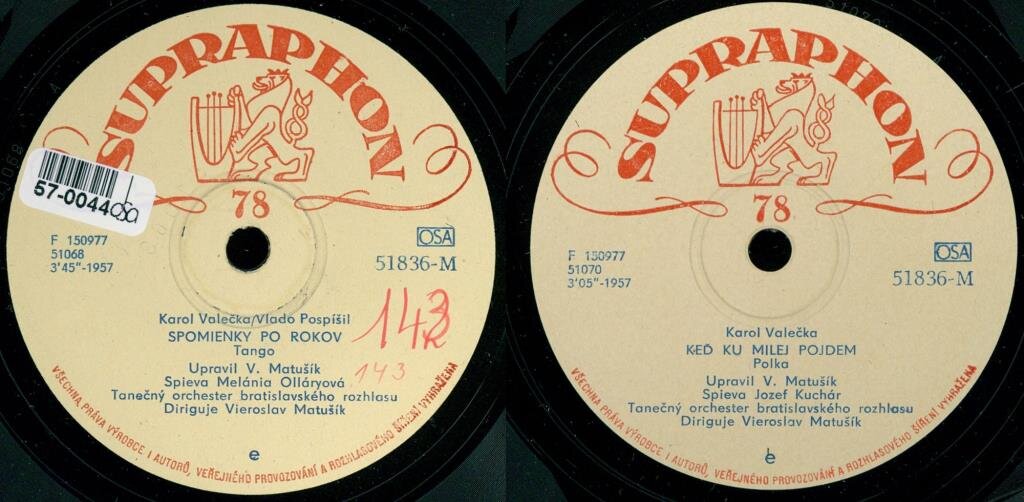 SUPRAPHON
78
57-0044
OSA
F 150977
51068
3'45"-1957
OSA
51836-M
Karol Valečka/Vlado Pospíšil
SPOMIENKY PO ROKOV
Tango
Upravil V. Matušík
Spieva Melánia Olláryová
Tanečný orchester bratislavského rozhlasu
Diriguje Vieroslav Matušík
e
143
143
VŠECHNA PRÁVA VÝROBCE I AUTORŮ, VEŘEJNÉHO PROVOZOVÁNÍ A ROZHLASOVÉHO ŠÍŘENÍ VYHRAŽENA
SUPRAPHON
78
F 150977
51070
3'05"-1957
OSA
51836-M
Karol Valečka
KEĎ KU MILEJ POJDEM
Polka
Upravil V. Matušík
Spieva Jozef Kuchár
Tanečný orchester bratislavského rozhlasu
Diriguje Vieroslav Matušík
e
VŠECHNA PRÁVA VÝROBCE I AUTORŮ, VEŘEJNÉHO PROVOZOVÁNÍ A ROZHLASOVÉHO ŠÍŘENÍ VYHRAŽENA